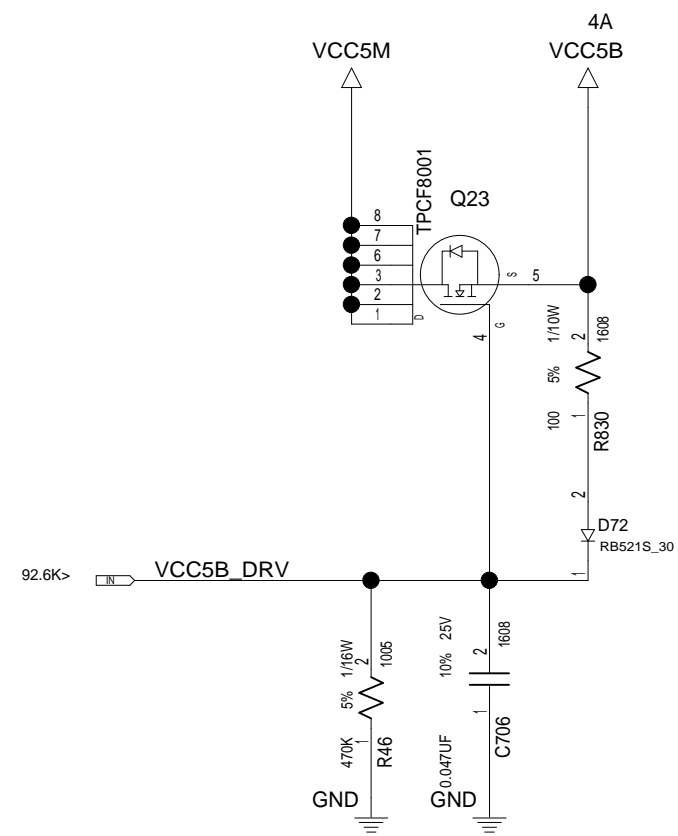 4A
VCC5M
VCC5B
TPCF8001
Q23
8
7
6
3
2
1
D
S
5
G
4
1/10W
2
1608
5%
100
1
R830
2
D72
RB521S_30
1
92.6K>
IN
VCC5B_DRV
1/16W
2
1005
5%
470K
1
R46
25V
2
1608
10%
0.047UF
1
C706
GND
GND